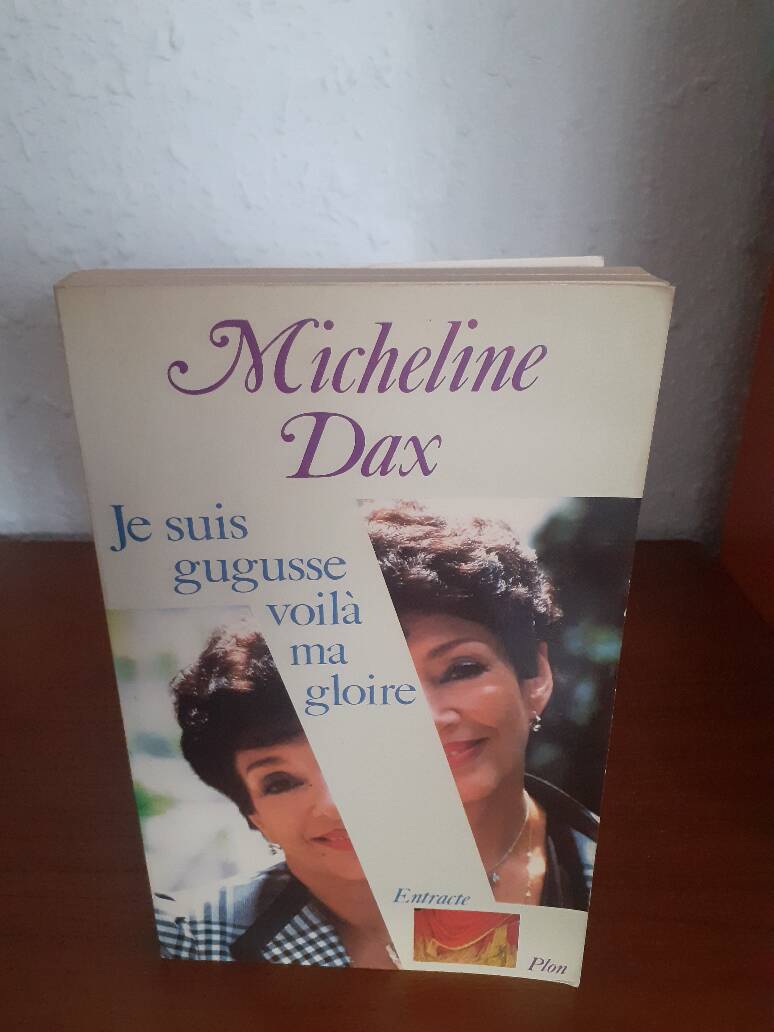 Micheline
Dax
Je suis
gugusse
voilà
ma
gloire
Entracte
Plon